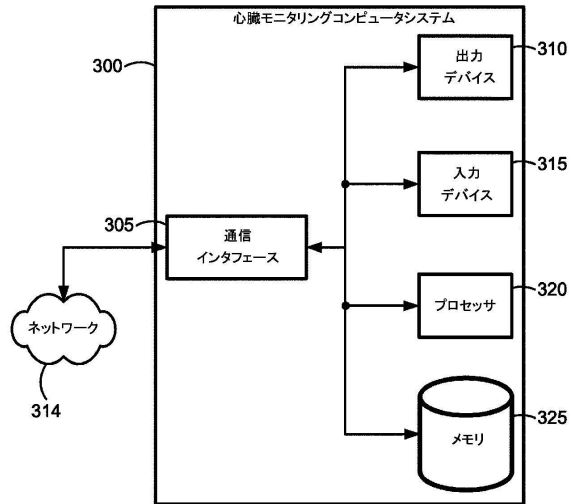 心臓モニタリングコンピュータシステム
300
出力
デバイス
310
入力
デバイス
315
305
通信
インタフェース
プロセッサ
320
ネットワーク
314
メモリ
325